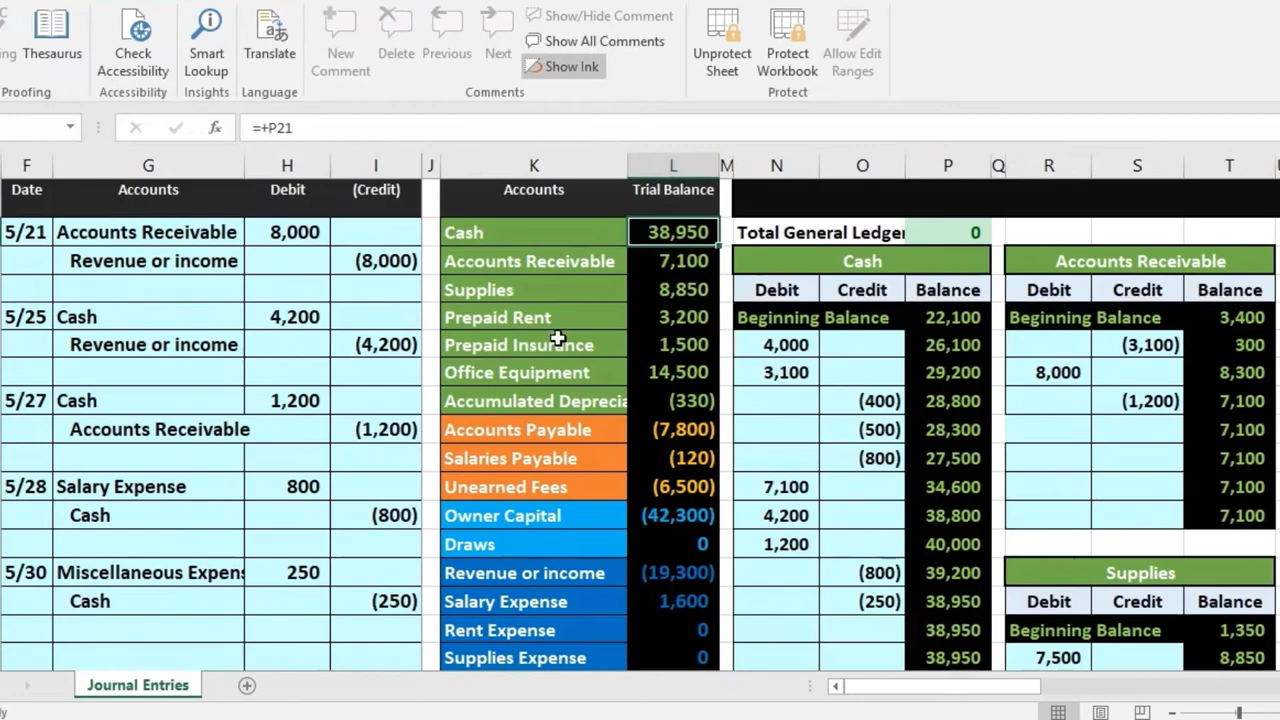 Thesaurus
Check Accessibility
Smart Lookup
Translate
New Comment
Delete
Previous
Next
Show/Hide Comment
Show All Comments
Show Ink
Unprotect Sheet
Protect Workbook
Allow Edit Ranges
Proofing Accessibility Insights Language Comments Protect
fx =+P21
F G H I J K L M N O P Q R S T
Date Accounts Debit (Credit) Accounts Trial Balance
5/21 Accounts Receivable 8,000 Cash 38,950 Total General Ledger 0
Revenue or income (8,000) Accounts Receivable 7,100 Cash Accounts Receivable
Supplies 8,850 Debit Credit Balance Debit Credit Balance
5/25 Cash 4,200 Prepaid Rent 3,200 Beginning Balance 22,100 Beginning Balance 3,400
Revenue or income (4,200) Prepaid Insurance 1,500 4,000 26,100 (3,100) 300
Office Equipment 14,500 3,100 29,200 8,000 8,300
5/27 Cash 1,200 Accumulated Deprecia (330) (400) 28,800 (1,200) 7,100
Accounts Receivable (1,200) Accounts Payable (7,800) (500) 28,300 7,100
Salaries Payable (120) (800) 27,500 7,100
5/28 Salary Expense 800 Unearned Fees (6,500) 7,100 34,600 7,100
Cash (800) Owner Capital (42,300) 4,200 38,800 7,100
Draws 0 1,200 40,000
5/30 Miscellaneous Expens 250 Revenue or income (19,300) (800) 39,200 Supplies
Cash (250) Salary Expense 1,600 (250) 38,950 Debit Credit Balance
Rent Expense 0 38,950 Beginning Balance 1,350
Supplies Expense 0 38,950 7,500 8,850
Journal Entries